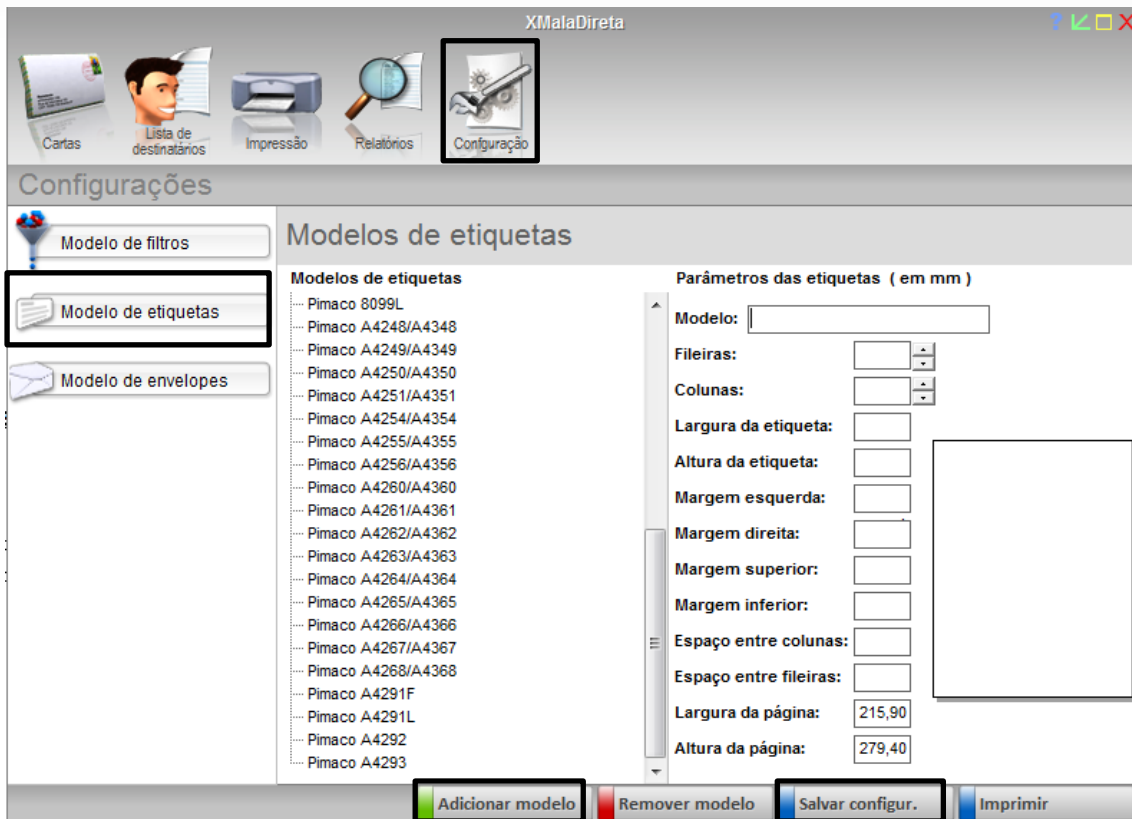 XMalaDireta
?
Cartas
Lista de
destinatários
Impressão
Relatórios
Confguração
Configurações
Modelo de filtros
Modelo de etiquetas
Modelo de envelopes
Modelos de etiquetas
Modelos de etiquetas
Pimaco 8099L
Pimaco A4248/A4348
Pimaco A4249/A4349
Pimaco A4250/A4350
Pimaco A4251/A4351
Pimaco A4254/A4354
Pimaco A4255/A4355
Pimaco A4256/A4356
Pimaco A4260/A4360
Pimaco A4261/A4361
Pimaco A4262/A4362
Pimaco A4263/A4363
Pimaco A4264/A4364
Pimaco A4265/A4365
Pimaco A4266/A4366
Pimaco A4267/A4367
Pimaco A4268/A4368
Pimaco A4291F
Pimaco A4291L
Pimaco A4292
Pimaco A4293
Parâmetros das etiquetas ( em mm )
Modelo:
Fileiras:
Colunas:
Largura da etiqueta:
Altura da etiqueta:
Margem esquerda:
Margem direita:
Margem superior:
Margem inferior:
Espaço entre colunas:
Espaço entre fileiras:
Largura da página: 215,90
Altura da página: 279,40
Adicionar modelo
Remover modelo
Salvar configur.
Imprimir